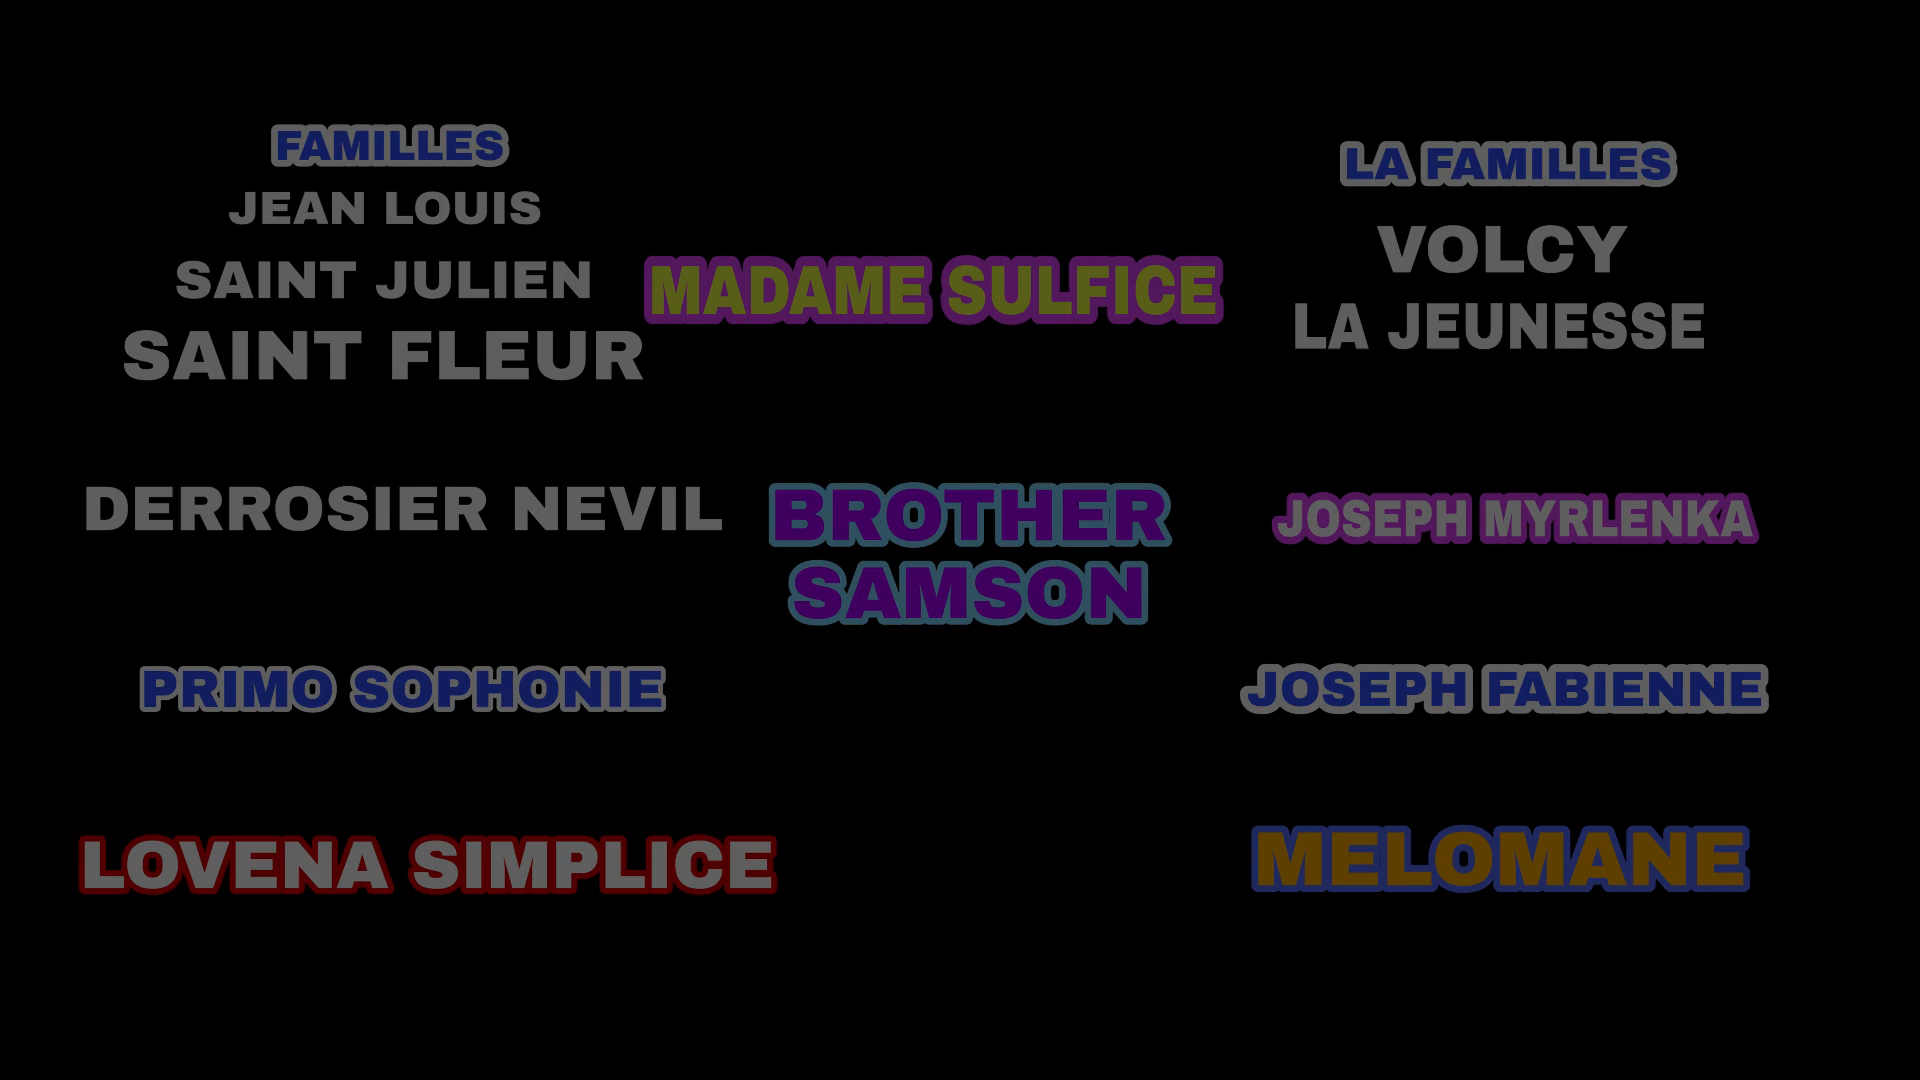 FAMILLES
JEAN LOUIS
SAINT JULIEN
SAINT FLEUR
MADAME SULFICE
LA FAMILLES
VOLCY
LA JEUNESSE
DERROSIER NEVIL
BROTHER
SAMSON
JOSEPH MYRLENKA
PRIMO SOPHONIE
JOSEPH FABIENNE
LOVENA SIMPLICE
MELOMANE